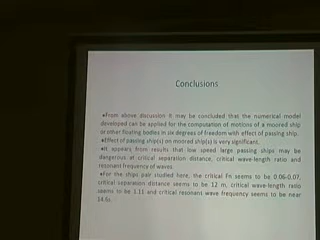 Conclusions
•From above discussion it may be concluded that the numerical model
developed can be applied for the computation of motions of a moored ship
or other floating bodies in six degrees of freedom with effect of passing ship.
•Effect of passing ship(s) on moored ship(s) is very significant.
•It appears from results that low speed large passing ships may be
dangerous at critical separation distance, critical wave-length ratio and
resonant frequency of waves.
•For the ships pair studied here, the critical Fn seems to be 0.06-0.07,
critical separation distance seems to be 12 m, critical wave-length ratio
seems to be 1.11 and critical resonant wave frequency seems to be near